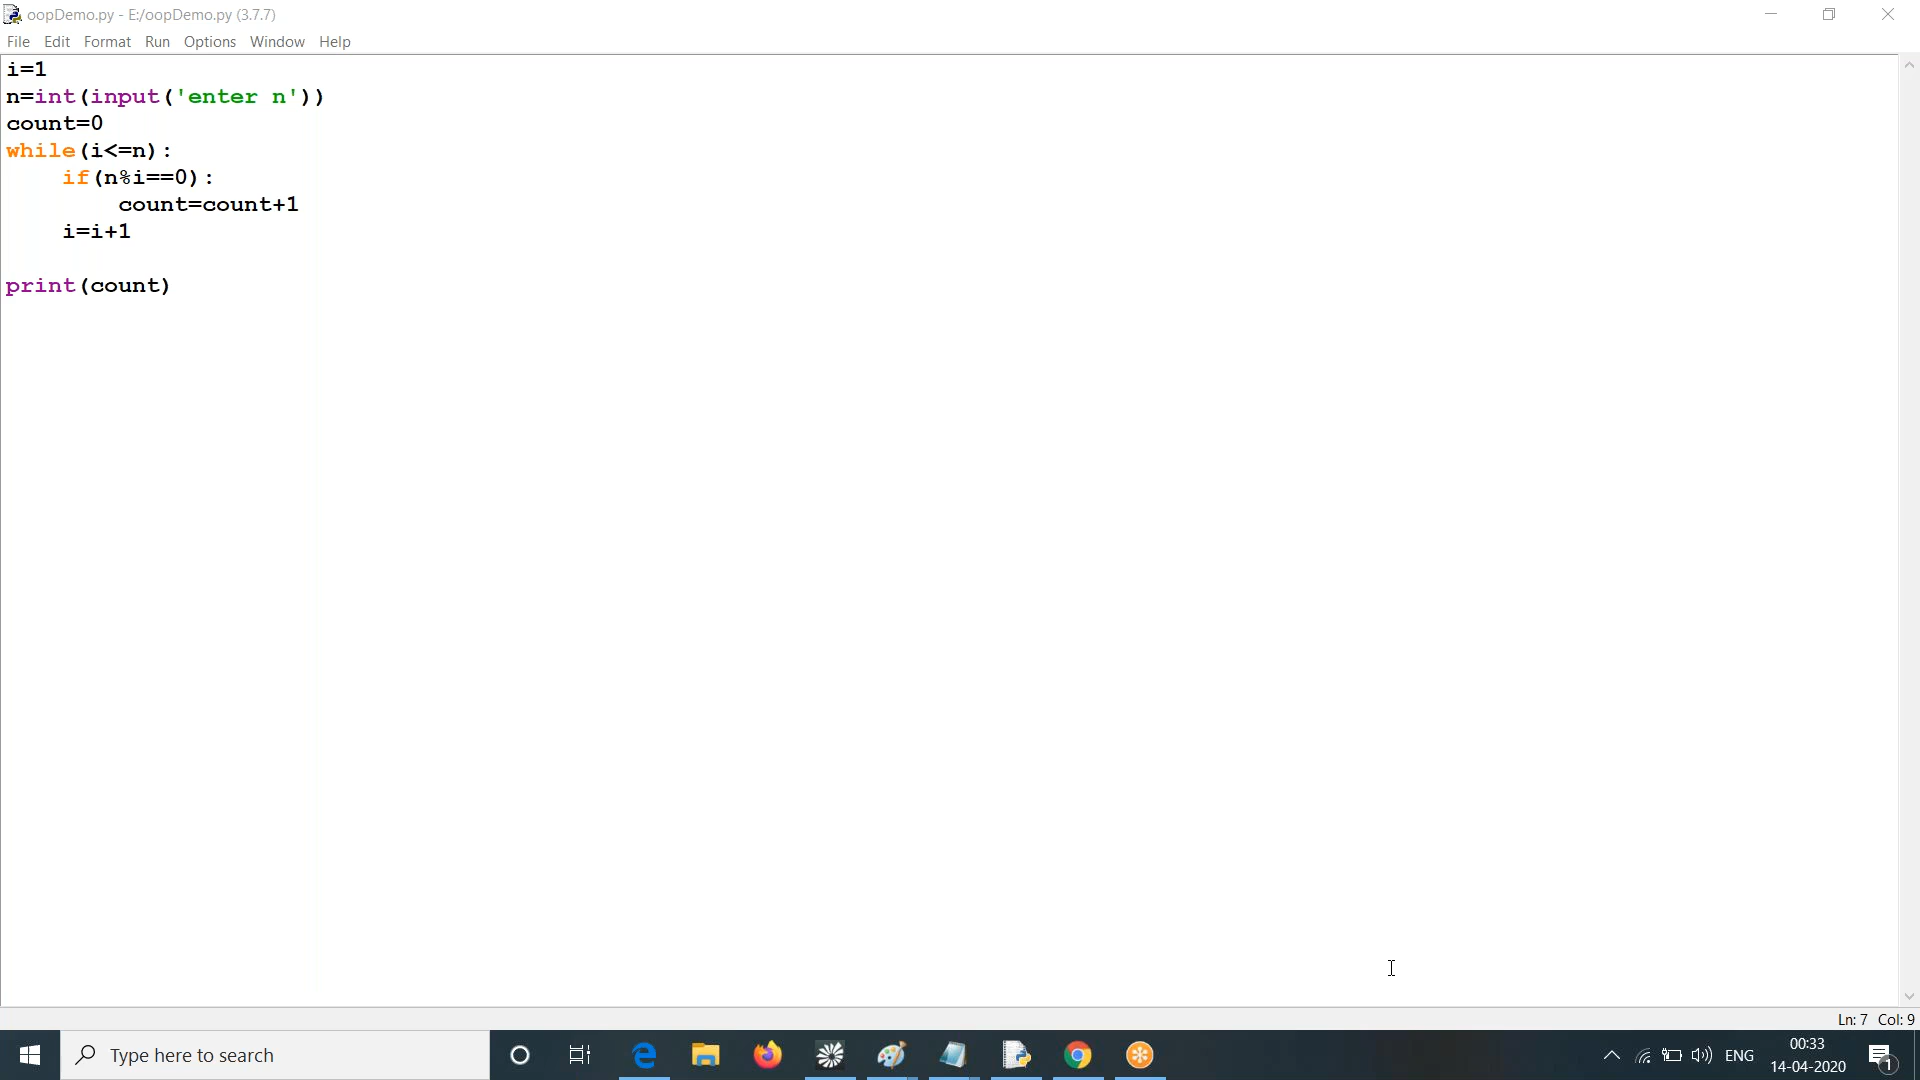 oopDemo.py - E:/oopDemo.py (3.7.7)
File Edit Format Run Options Window Help
i=1
n=int(input('enter n'))
count=0
while(i<=n):
    if(n%i==0):
        count=count+1
    i=i+1
print(count)
Ln: 7 Col: 9
Type here to search
ENG
00:33
14-04-2020
1